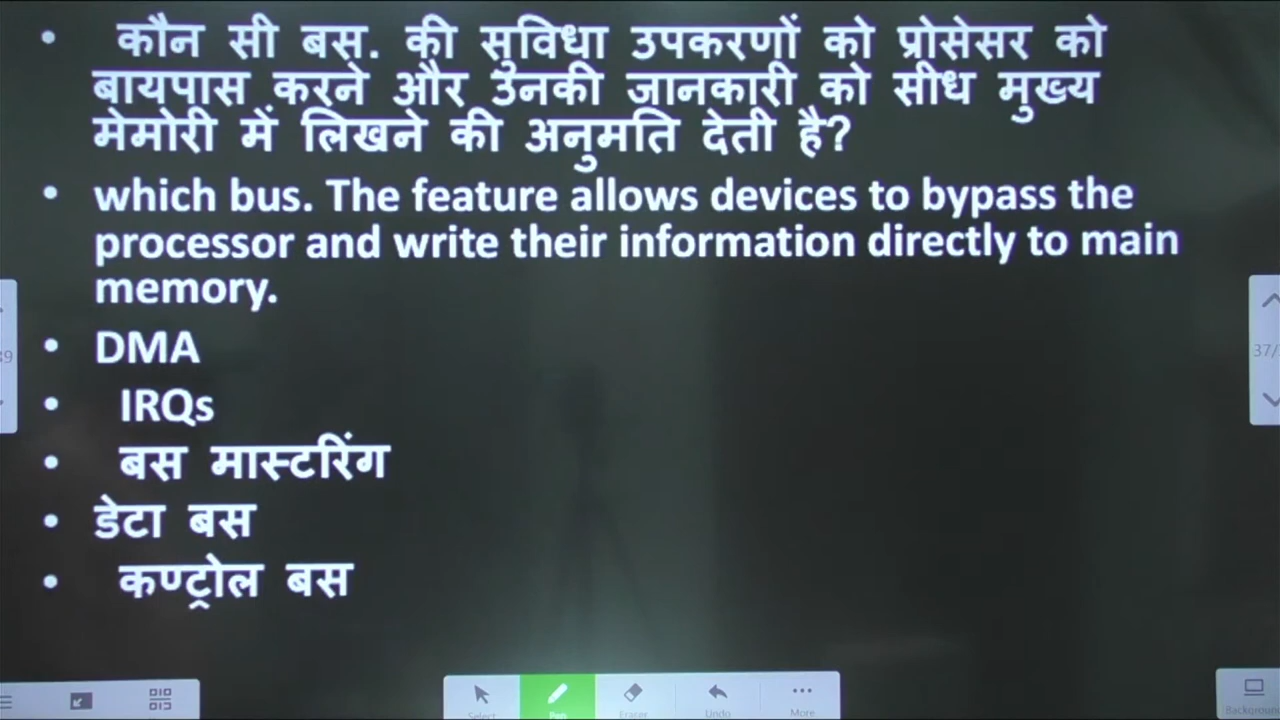 • कौन सी बस. की सुविधा उपकरणों को प्रोसेसर को
बायपास करने और उनकी जानकारी को सीध मुख्य
मेमोरी में लिखने की अनुमति देती है?
• which bus. The feature allows devices to bypass the
processor and write their information directly to main
memory.
• DMA
• IRQs
• बस मास्टरिंग
• डेटा बस
• कण्ट्रोल बस
39
37/
Select
Pen
Eraser
Undo
More
Background